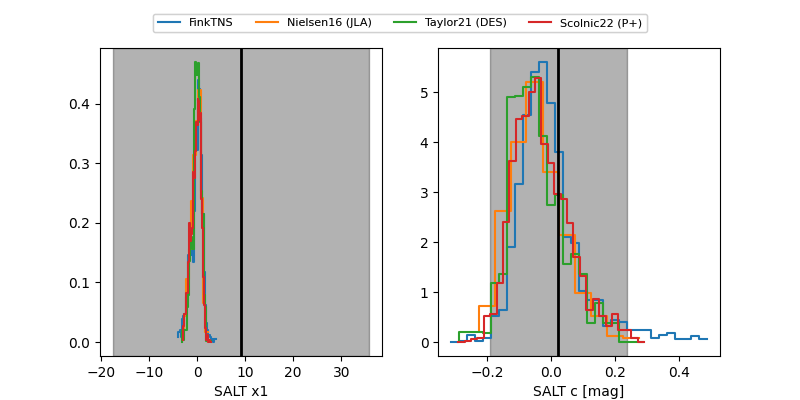 FinkTNS Nielsen16 (JLA) Taylor21 (DES) Scolnic22 (P+)
0.4
0.3
0.2
0.1
0.0
−20 −10 0 10 20 30
SALT x1
5
4
3
2
1
0
−0.2 0.0 0.2 0.4
SALT c [mag]